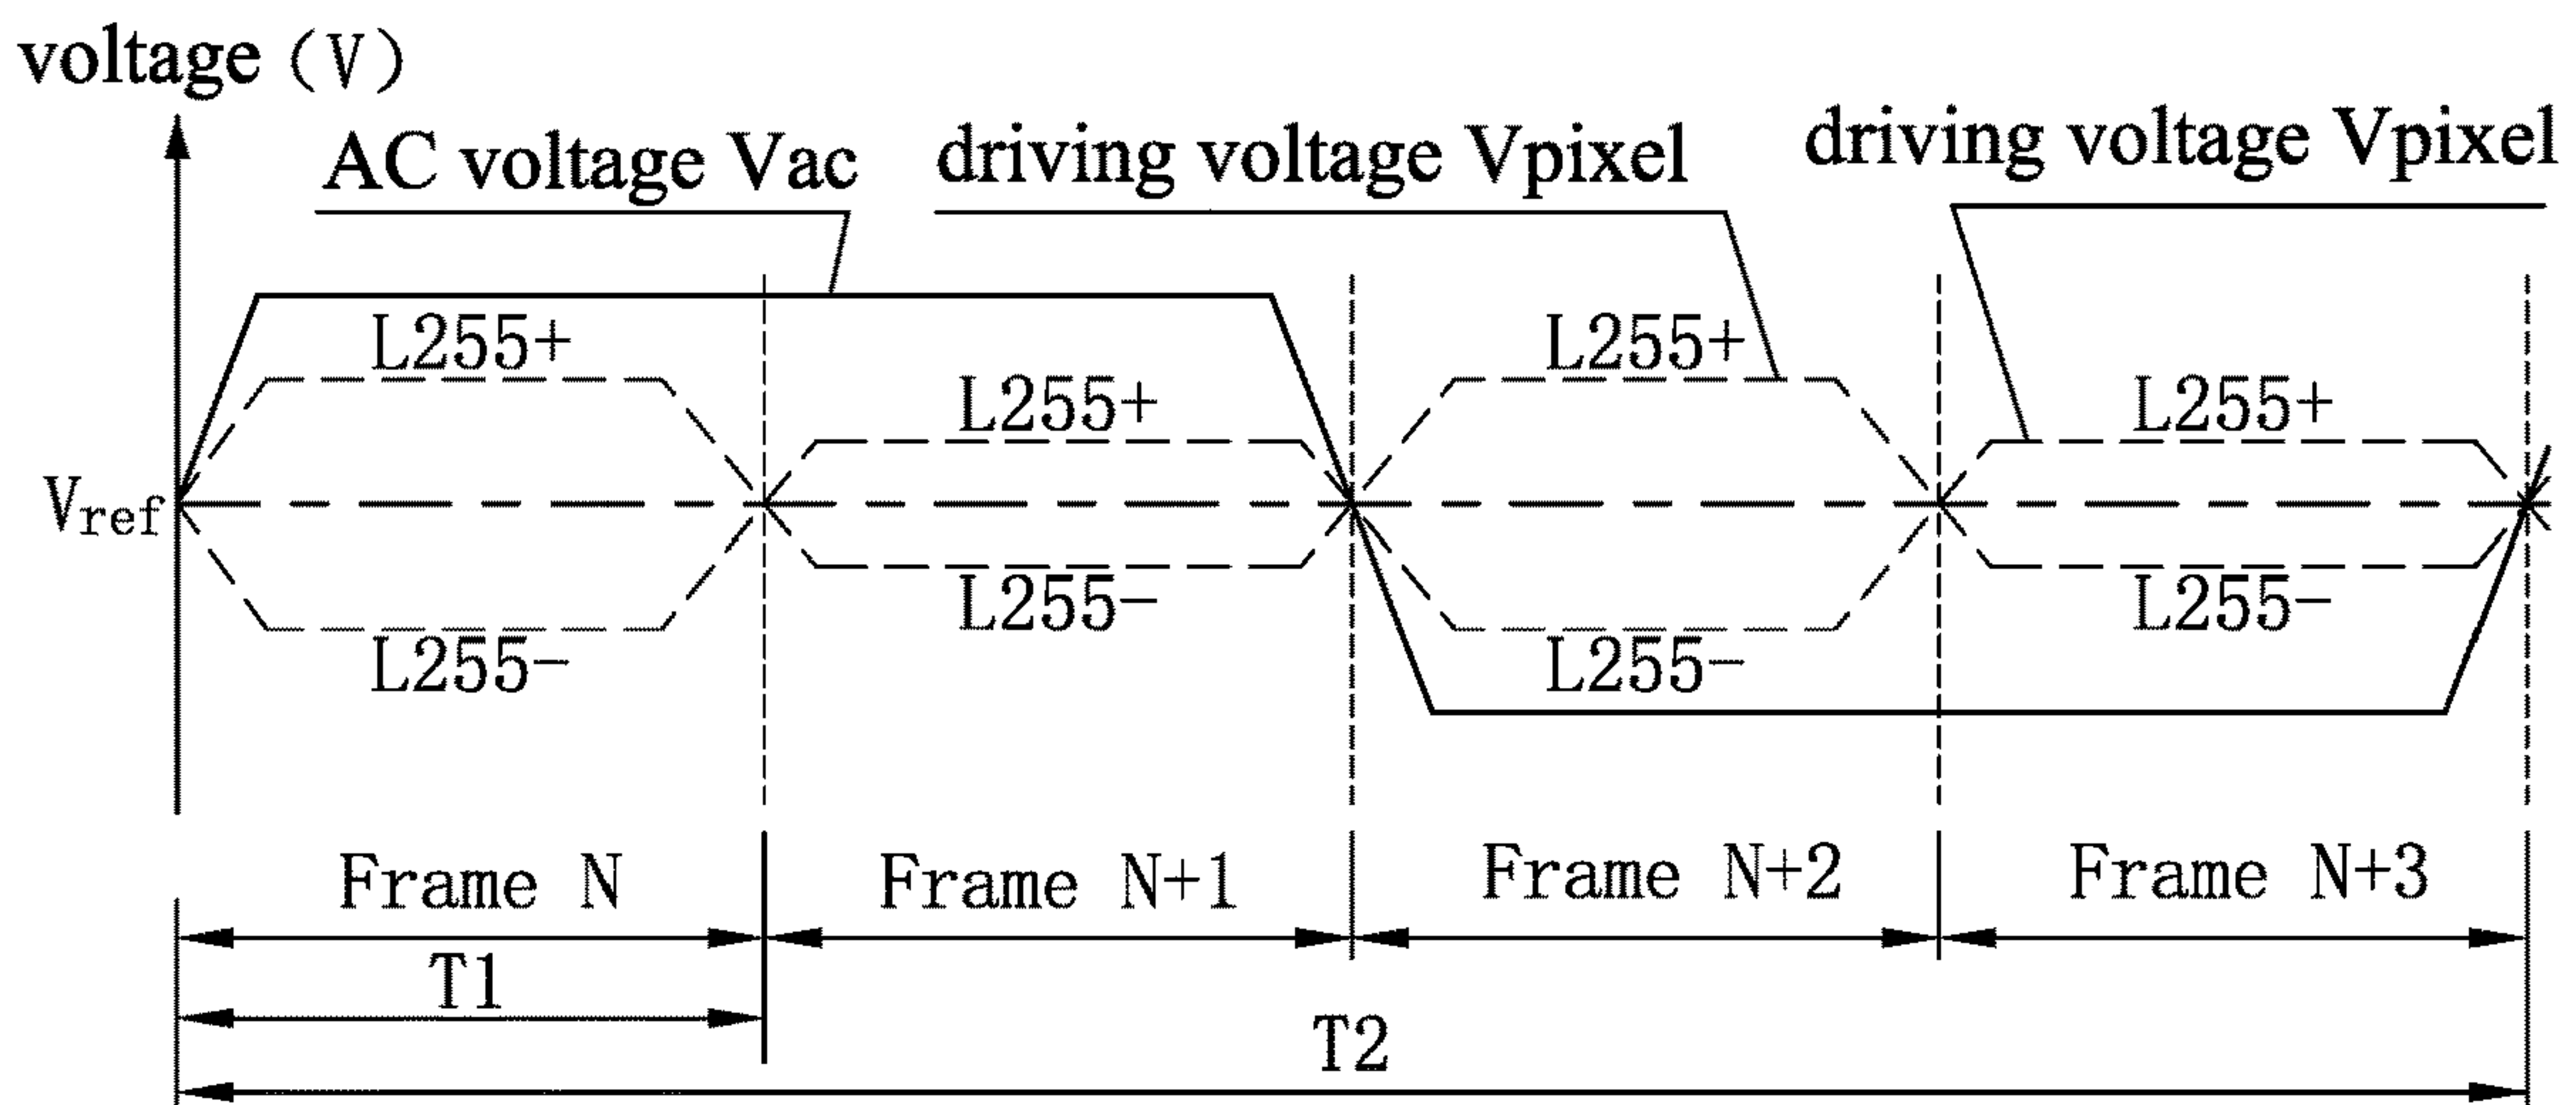 voltage (V)
AC voltage Vac
driving voltage Vpixel
driving voltage Vpixel
L255+
L255+
L255+
L255+
Vref
L255-
L255-
L255-
L255-
Frame N
Frame N+1
Frame N+2
Frame N+3
T1
T2